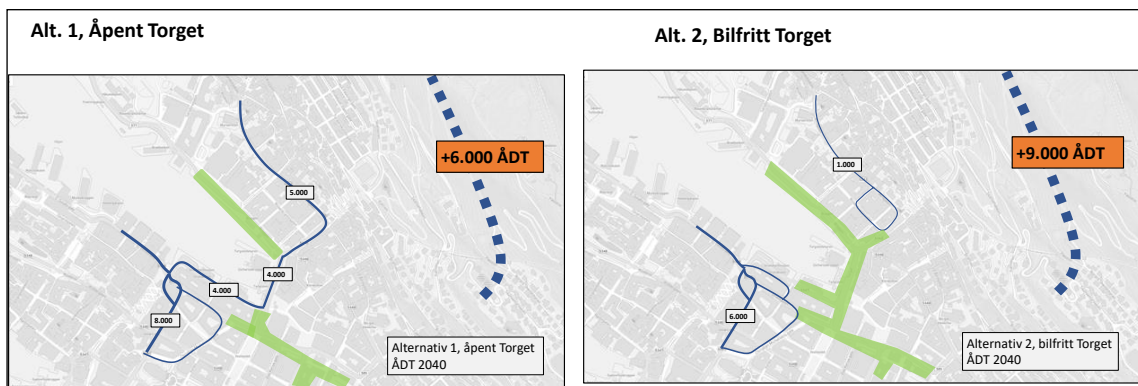 Alt. 1, Åpent Torget
+6.000 ÅDT
5.000
4.000
4.000
8.000
Alternativ 1, åpent Torget
ÅDT 2040
Alt. 2, Bilfritt Torget
+9.000 ÅDT
1.000
6.000
Alternativ 2, bilfritt Torget
ÅDT 2040